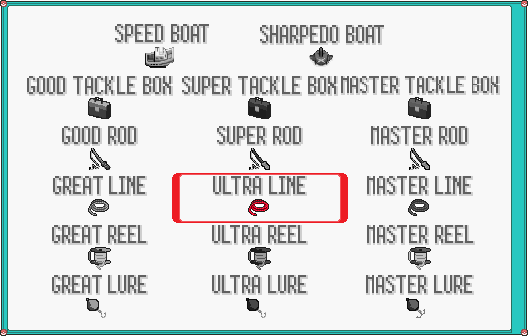 SPEED BOAT SHARPEDO BOAT
GOOD TACKLE BOX SUPER TACKLE BOX MASTER TACKLE BOX
GOOD ROD SUPER ROD MASTER ROD
GREAT LINE ULTRA LINE MASTER LINE
GREAT REEL ULTRA REEL MASTER REEL
GREAT LURE ULTRA LURE MASTER LURE